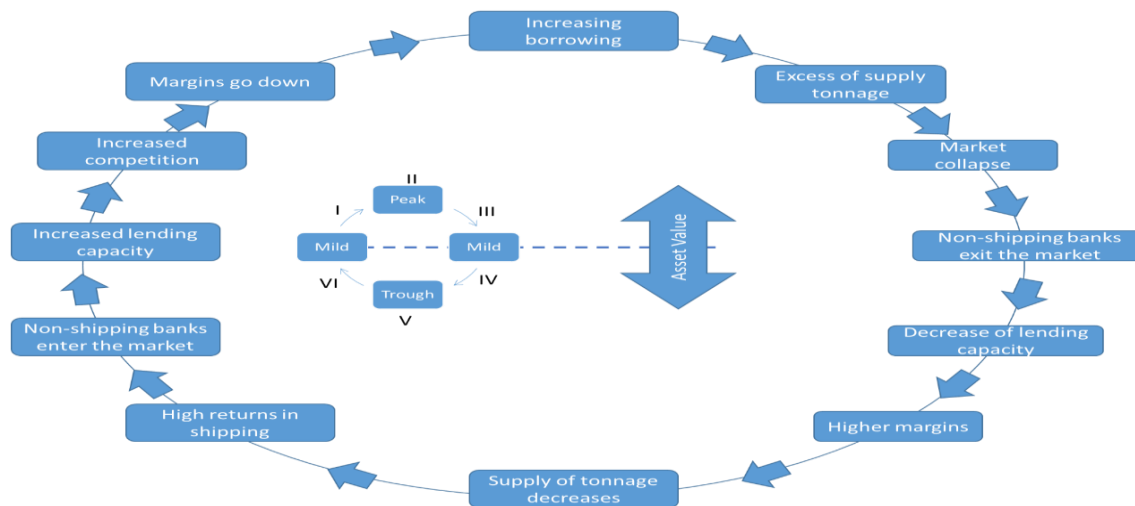 Increasing
borrowing
Excess of supply
tonnage
Market
collapse
Non-shipping banks
exit the market
Decrease of lending
capacity
Higher margins
Supply of tonnage
decreases
High returns in
shipping
Non-shipping banks
enter the market
Increased lending
capacity
Increased
competition
Margins go down
I
II
Peak
III
Mild
Mild
IV
Trough
V
VI
Asset Value